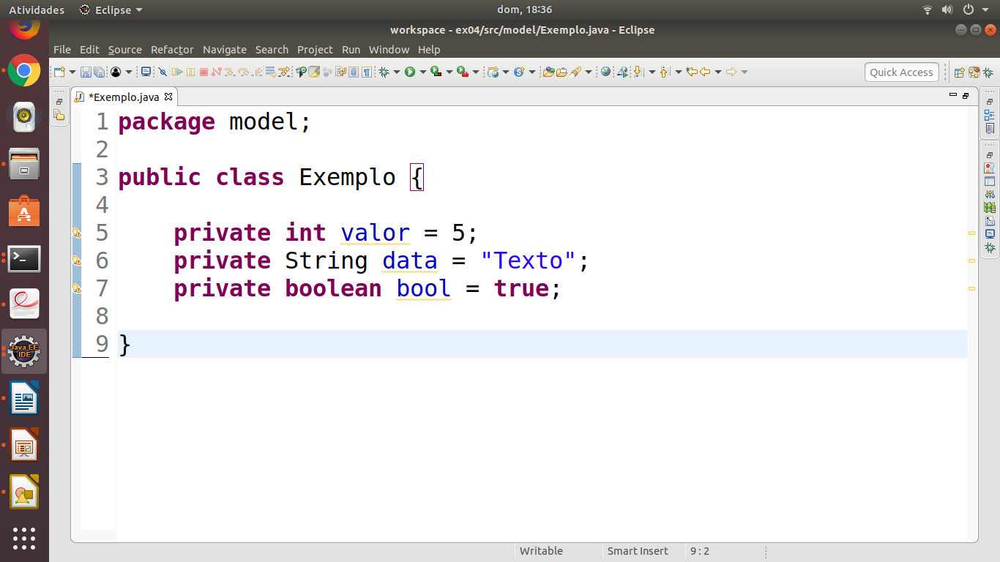 Atividades Eclipse dom, 18:36
workspace - ex04/src/model/Exemplo.java - Eclipse
File Edit Source Refactor Navigate Search Project Run Window Help
Quick Access
*Exemplo.java
1 package model;
2
3 public class Exemplo {
4
5 private int valor = 5;
6 private String data = "Texto";
7 private boolean bool = true;
8
9 }
Java EE
IDE
Writable Smart Insert 9 : 2